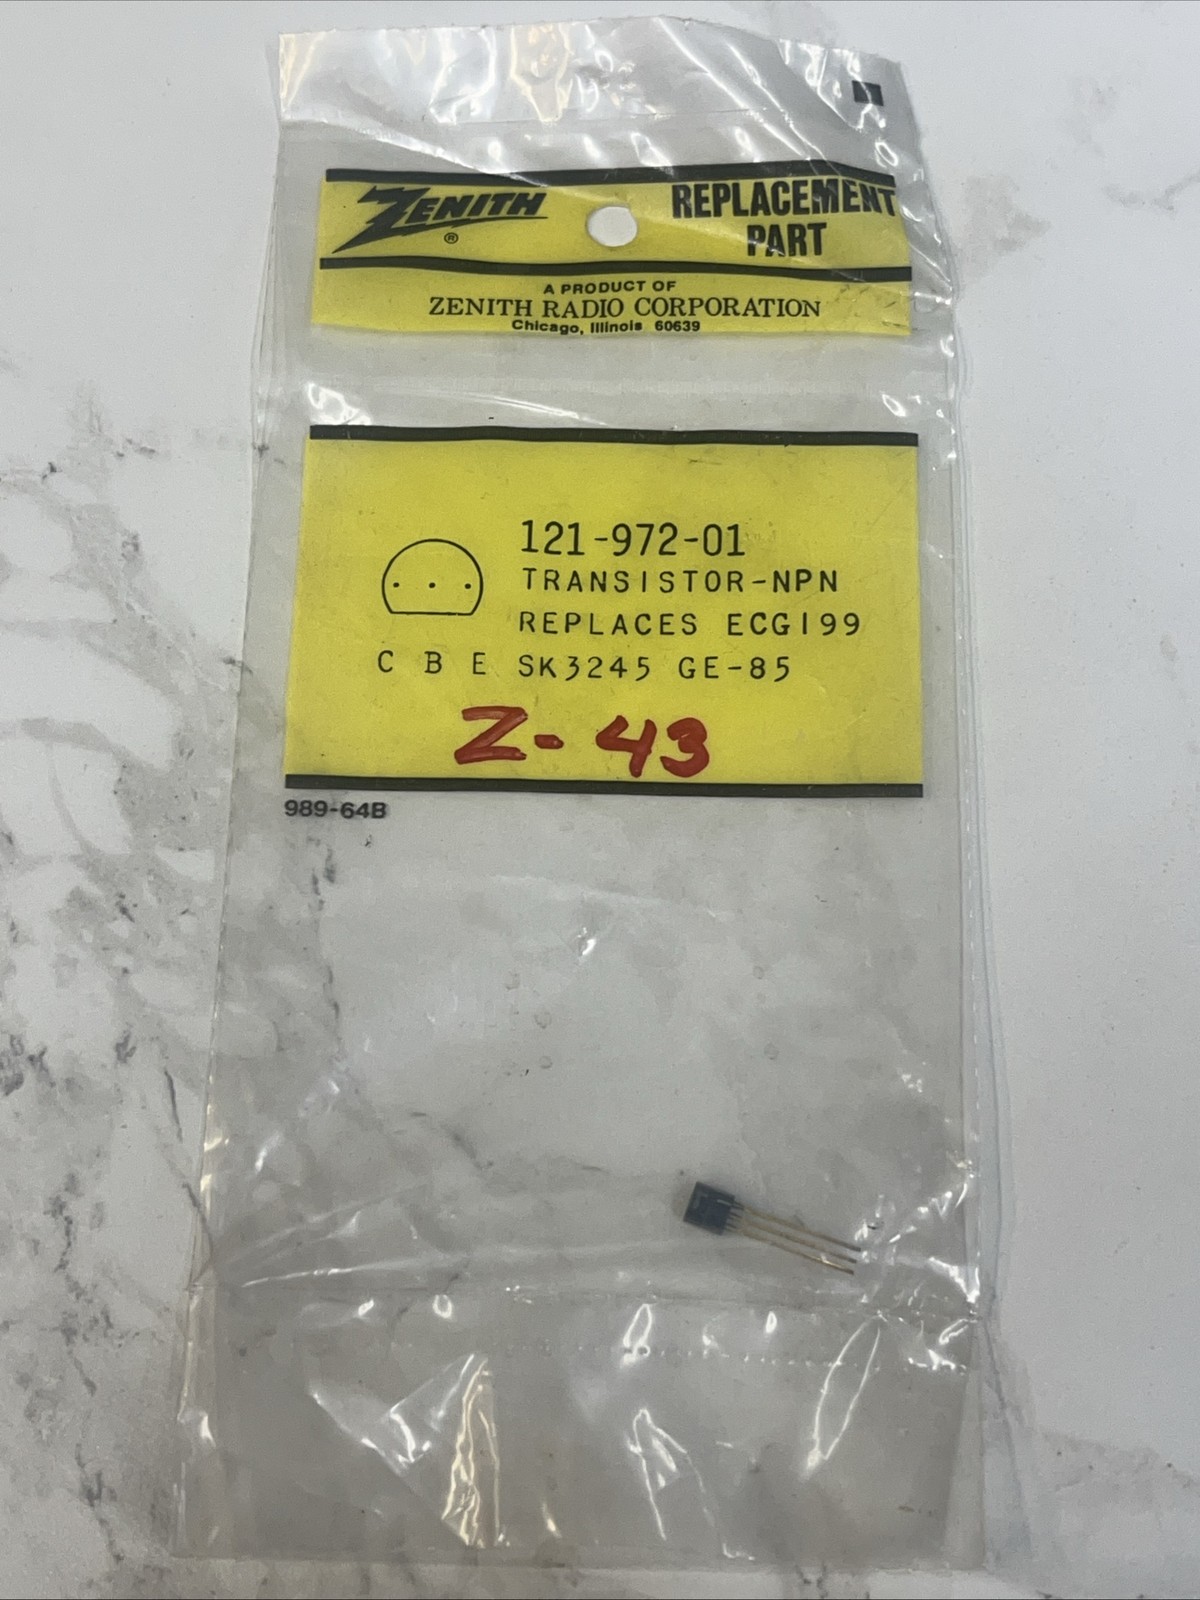 ZENITH ®
REPLACEMENT
PART
A PRODUCT OF
ZENITH RADIO CORPORATION
Chicago, Illinois 60639
121-972-01
TRANSISTOR-NPN
REPLACES ECG199
C B E SK3245 GE-85
Z-43
989-64B